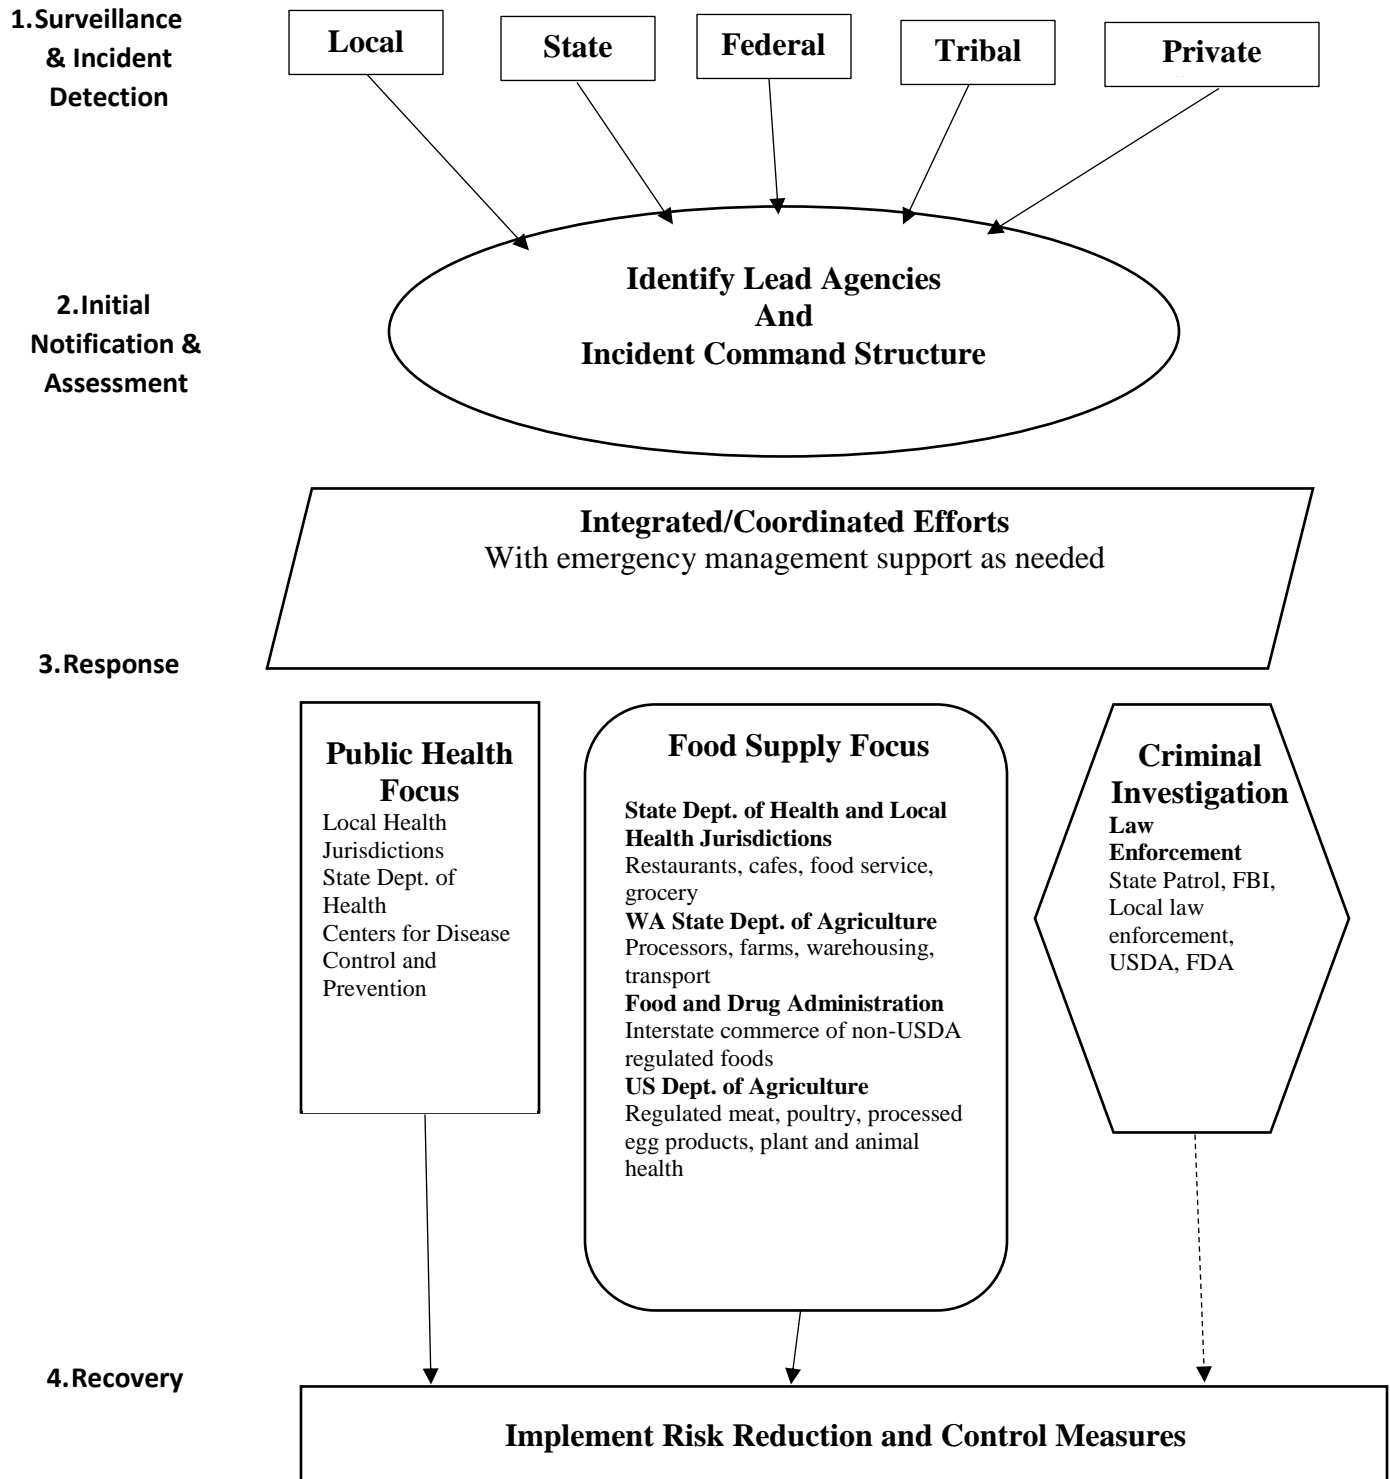 1.Surveillance
& Incident
Detection
Local
State
Federal
Tribal
Private
2.Initial
Notification &
Assessment
Identify Lead Agencies
And
Incident Command Structure
Integrated/Coordinated Efforts
With emergency management support as needed
3.Response
Public Health
Focus
Local Health
Jurisdictions
State Dept. of
Health
Centers for Disease
Control and
Prevention
Food Supply Focus
State Dept. of Health and Local
Health Jurisdictions
Restaurants, cafes, food service,
grocery
WA State Dept. of Agriculture
Processors, farms, warehousing,
transport
Food and Drug Administration
Interstate commerce of non-USDA
regulated foods
US Dept. of Agriculture
Regulated meat, poultry, processed
egg products, plant and animal
health
Criminal
Investigation
Law
Enforcement
State Patrol, FBI,
Local law
enforcement,
USDA, FDA
4.Recovery
Implement Risk Reduction and Control Measures